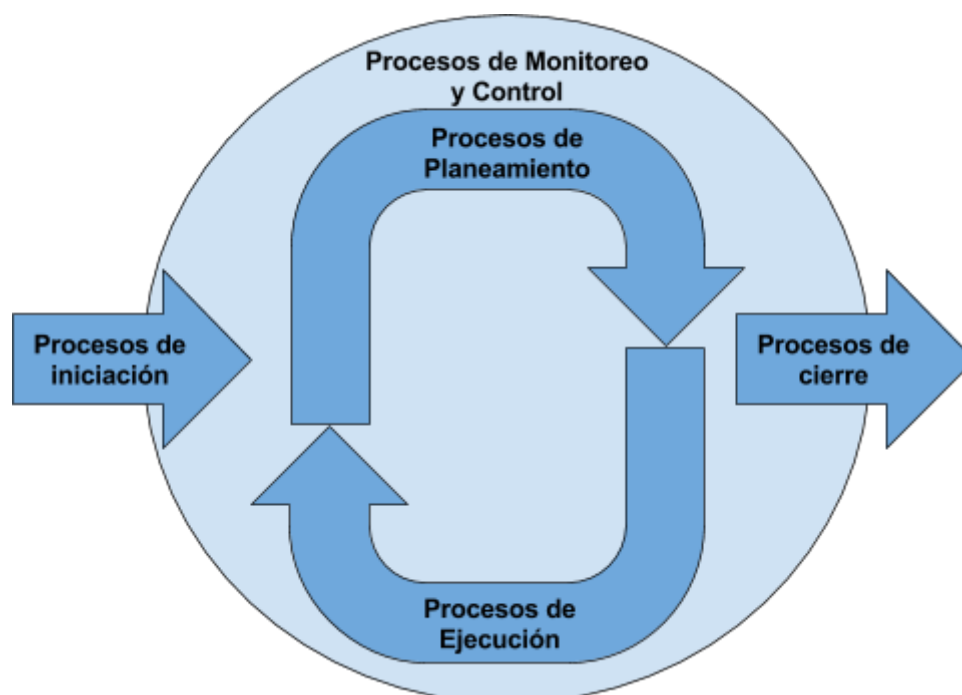 Procesos de Monitoreo
y Control
Procesos de
Planeamiento
Procesos de
iniciación
Procesos de
cierre
Procesos de
Ejecución